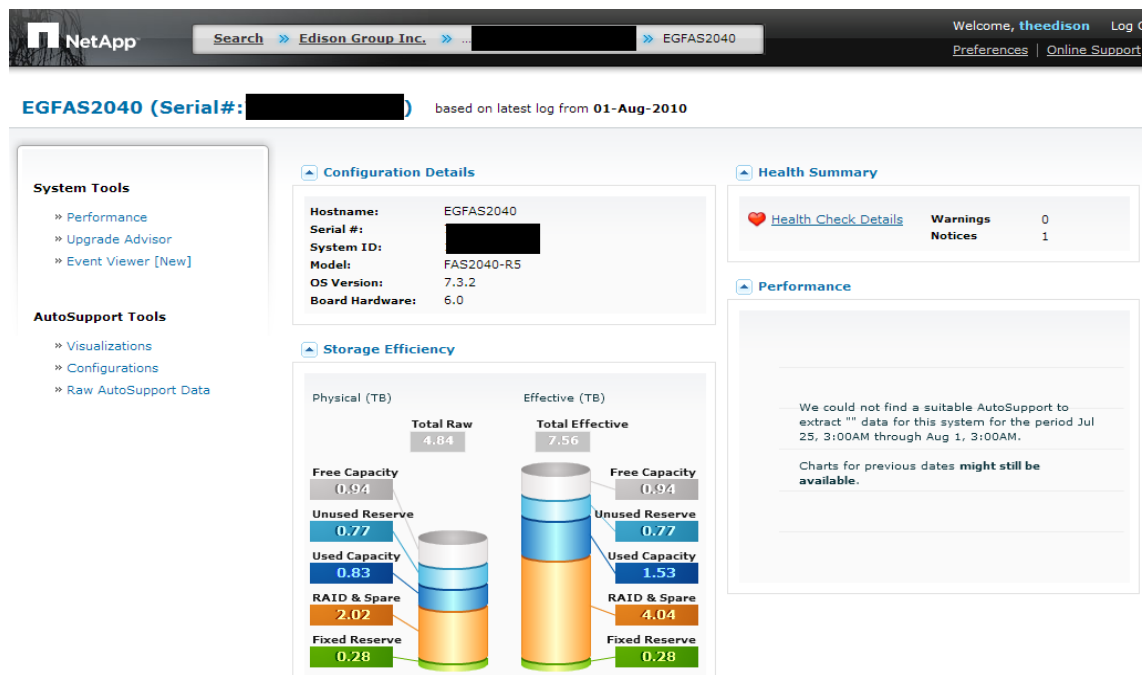 NetApp
Search » Edison Group Inc. » ... » EGFAS2040
Welcome, theedison Log
Preferences | Online Support
EGFAS2040 (Serial#: ) based on latest log from 01-Aug-2010
System Tools
» Performance
» Upgrade Advisor
» Event Viewer [New]
AutoSupport Tools
» Visualizations
» Configurations
» Raw AutoSupport Data
Configuration Details
Hostname: EGFAS2040
Serial #:
System ID:
Model: FAS2040-R5
OS Version: 7.3.2
Board Hardware: 6.0
Storage Efficiency
Physical (TB)
Total Raw
4.84
Free Capacity
0.94
Unused Reserve
0.77
Used Capacity
0.83
RAID & Spare
2.02
Fixed Reserve
0.28
Effective (TB)
Total Effective
7.56
Free Capacity
0.94
Unused Reserve
0.77
Used Capacity
1.53
RAID & Spare
4.04
Fixed Reserve
0.28
Health Summary
Health Check Details
Warnings 0
Notices 1
Performance
We could not find a suitable AutoSupport to
extract "" data for this system for the period Jul
25, 3:00AM through Aug 1, 3:00AM.
Charts for previous dates might still be
available.